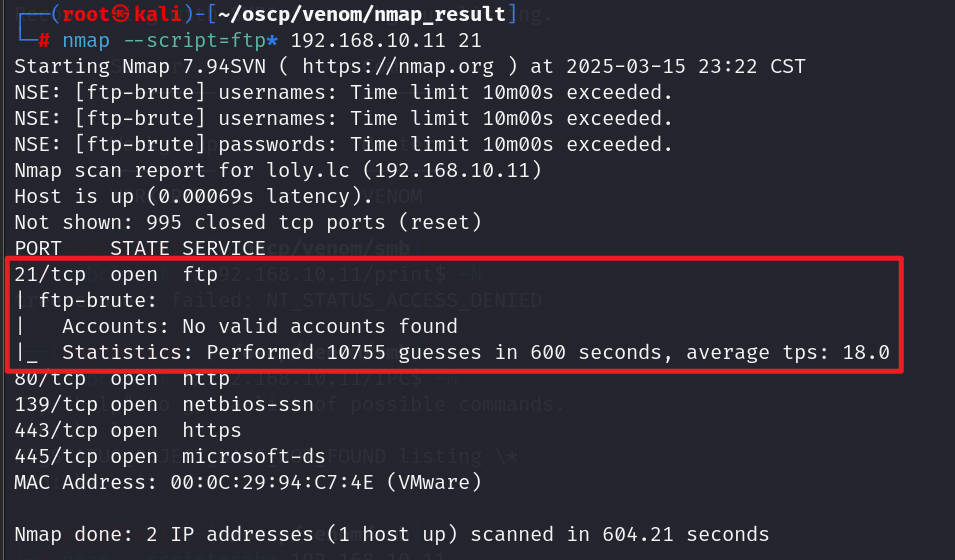 ┌──(root㉿kali)-[~/oscp/venom/nmap_result]
└─# nmap --script=ftp* 192.168.10.11 21
Starting Nmap 7.94SVN ( https://nmap.org ) at 2025-03-15 23:22 CST
NSE: [ftp-brute] usernames: Time limit 10m00s exceeded.
NSE: [ftp-brute] usernames: Time limit 10m00s exceeded.
NSE: [ftp-brute] passwords: Time limit 10m00s exceeded.
Nmap scan report for loly.lc (192.168.10.11)
Host is up (0.00069s latency).
Not shown: 995 closed tcp ports (reset)
PORT    STATE SERVICE
21/tcp  open  ftp
| ftp-brute:
|   Accounts: No valid accounts found
|_  Statistics: Performed 10755 guesses in 600 seconds, average tps: 18.0
80/tcp  open  http
139/tcp open  netbios-ssn
443/tcp open  https
445/tcp open  microsoft-ds
MAC Address: 00:0C:29:94:C7:4E (VMware)

Nmap done: 2 IP addresses (1 host up) scanned in 604.21 seconds